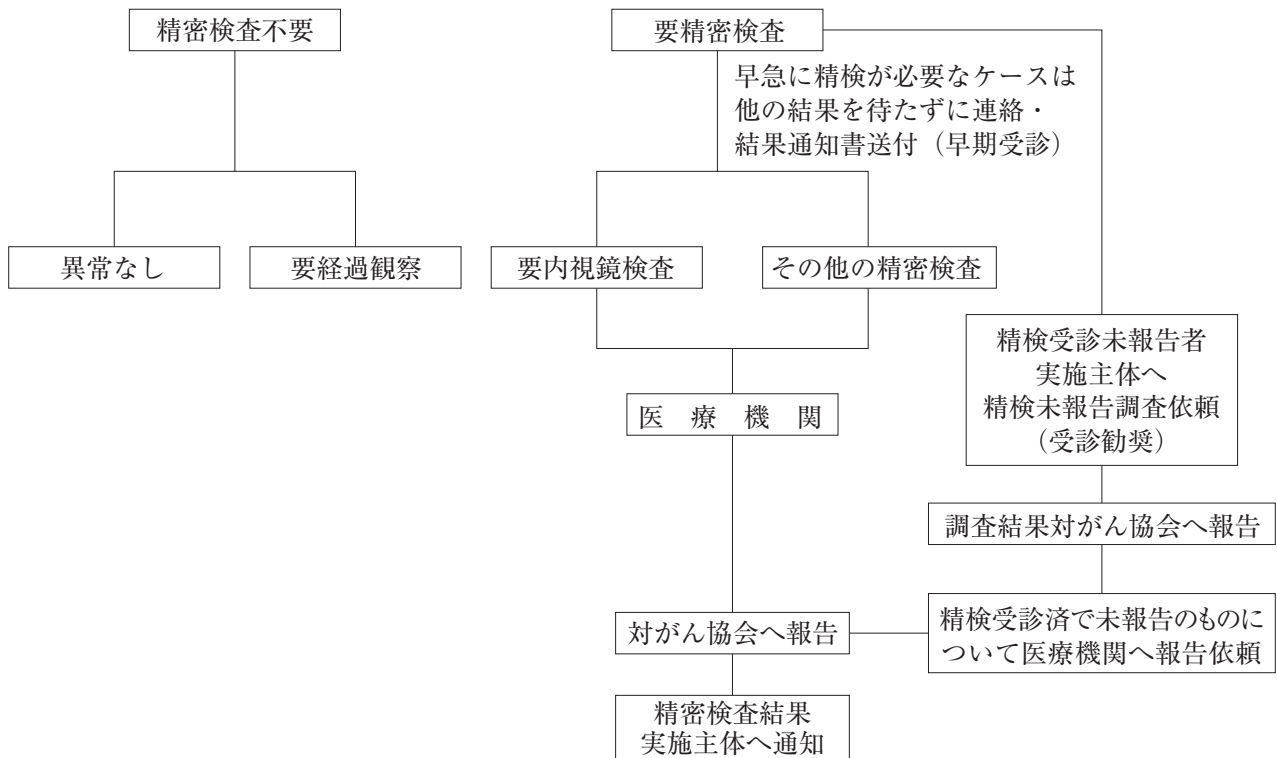 精密検査不要
要精密検査
早急に精検が必要なケースは
他の結果を待たずに連絡・
結果通知書送付（早期受診）
異常なし
要経過観察
要内視鏡検査
その他の精密検査
精検受診未報告者
実施主体へ
精検未報告調査依頼
（受診勧奨）
医　療　機　関
調査結果対がん協会へ報告
対がん協会へ報告
精検受診済で未報告のものに
ついて医療機関へ報告依頼
精密検査結果
実施主体へ通知